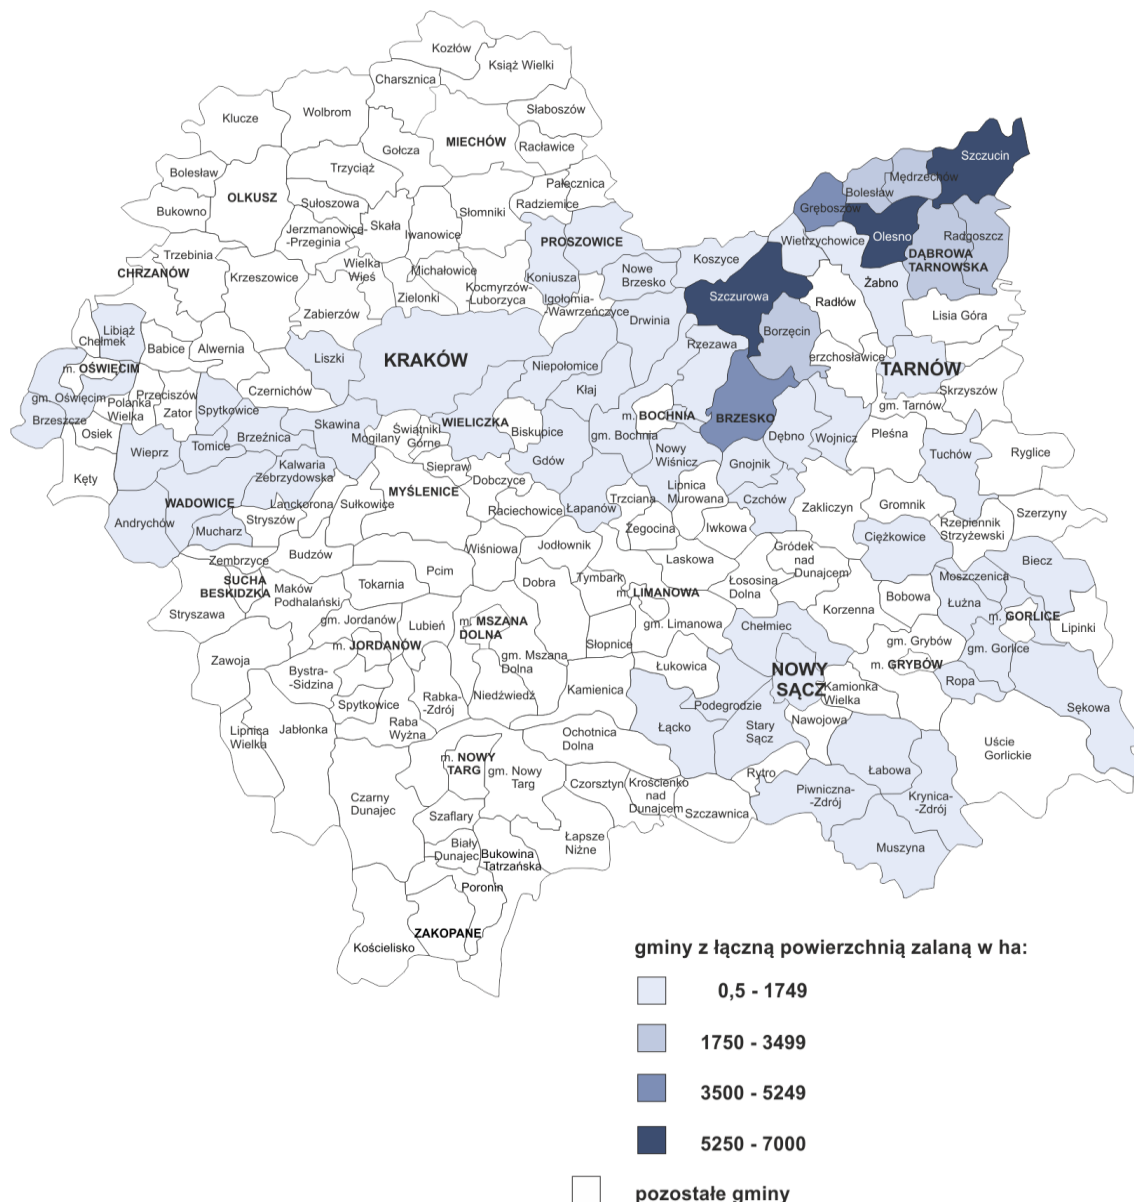 Kozłów
Książ Wielki
Charsznica
Słaboszów
Wolbrom
Klucze
MIECHÓW
Racławice
Gołcza
Trzyciąż
Bolesław
Pałecznica
OLKUSZ
Sułoszowa
Radziemice
Bukowno
Słomniki
Skała
Jerzmanowice-
-Przeginia
Iwanowice
PROSZOWICE
Trzebinia
CHRZANÓW
Krzeszowice
Wielka
Wieś
Michałowice
Kocmyrzów-
-Luborzyca
Koniusza
Nowe
Brzesko
Koszyce
Zielonki
Igołomia-
-Wawrzeńczyce
Zabierzów
Szczucin
Mędrzechów
Bolesław
Gręboszów
Olesno
Radgoszcz
Wietrzychowice
DĄBROWA
TARNOWSKA
Żabno
Szczurowa
Radłów
Lisia Góra
Drwinia
Borzęcin
Rzezawa
erzchosławice
TARNÓW
Skrzyszów
gm. Tarnów
Libiąż
Chełmek
Babice
Alwernia
Liszki
KRAKÓW
Niepołomice
m. OŚWIĘCIM
gm. Oświęcim
Przeciszów
Polanka
Wielka
Zator
Spytkowice
Czernichów
Kłaj
Brzeszcze
Osiek
Skawina
Mogilany
Świątniki
Górne
WIELICZKA
Biskupice
m. BOCHNIA
gm. Bochnia
BRZESKO
Dębno
Wojnicz
Pleśna
Tuchów
Ryglice
Kęty
Wieprz
Tomice
Brzeźnica
Kalwaria
Zebrzydowska
Siepraw
Dobczyce
Gdów
Nowy
Wiśnicz
Gnojnik
WADOWICE
Lanckorona
Sułkowice
MYŚLENICE
Raciechowice
Łapanów
Trzciana
Lipnica
Murowana
Czchów
Zakliczyn
Gromnik
Szerzyny
Andrychów
Mucharz
Stryszów
Żegocina
Iwkowa
Rzepiennik
Strzyżewski
Ciężkowice
Zembrzyce
Budzów
Wiśniowa
Jodłownik
Laskowa
Gródek
nad
Dunajcem
Biecz
SUCHA
BESKIDZKA
Maków
Podhalański
Tokarnia
Pcim
Dobra
Tymbark
m. LIMANOWA
Łososina
Dolna
Moszczenica
Bobowa
Łużna
Stryszawa
Korzenna
m. GORLICE
Lipinki
gm. Jordanów
Lubień
m. MSZANA
DOLNA
gm. Limanowa
Chełmiec
m. JORDANÓW
Słopnice
gm. Grybów
gm. Gorlice
Zawoja
gm. Mszana
Dolna
Łukowica
NOWY
SĄCZ
m. GRYBÓW
Bystra-
-Sidzina
Ropa
Rabka-
-Zdrój
Niedźwiedź
Kamienica
Kamionka
Wielka
Spytkowice
Podegrodzie
Sękowa
Raba
Wyżna
Nawojowa
Lipnica
Wielka
Jabłonka
Łącko
Stary
Sącz
Ochotnica
Dolna
Uście
Gorlickie
m. NOWY
TARG
gm. Nowy
Targ
Rytro
Łabowa
Czarny
Dunajec
Czorsztyn
Krościenko
nad
Dunajcem
Piwniczna-
-Zdrój
Krynica-
-Zdrój
Szczawnica
Szaflary
Łapsze
Niżne
Biały
Dunajec
Bukowina
Tatrzańska
Muszyna
Poronin
ZAKOPANE
Kościelisko
gminy z łączną powierzchnią zalaną w ha:
0,5 - 1749
1750 - 3499
3500 - 5249
5250 - 7000
pozostałe gminy